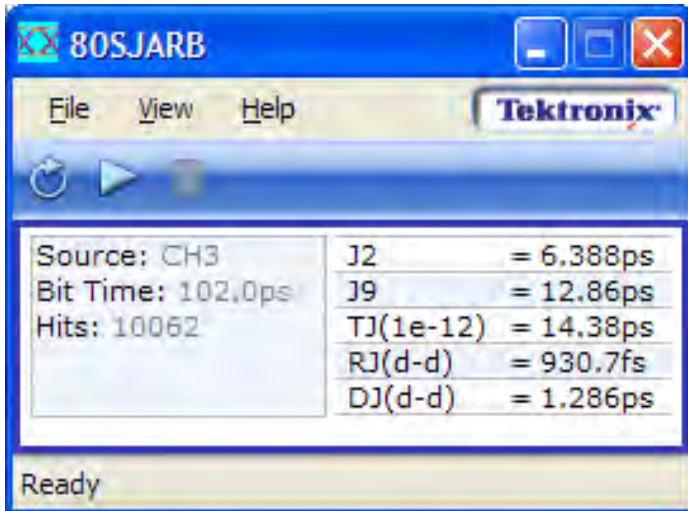 80SJARB
File View Help Tektronix
Source: CH3
Bit Time: 102.0ps
Hits: 10062
J2 = 6.388ps
J9 = 12.86ps
TJ(1e-12) = 14.38ps
RJ(d-d) = 930.7fs
DJ(d-d) = 1.286ps
Ready